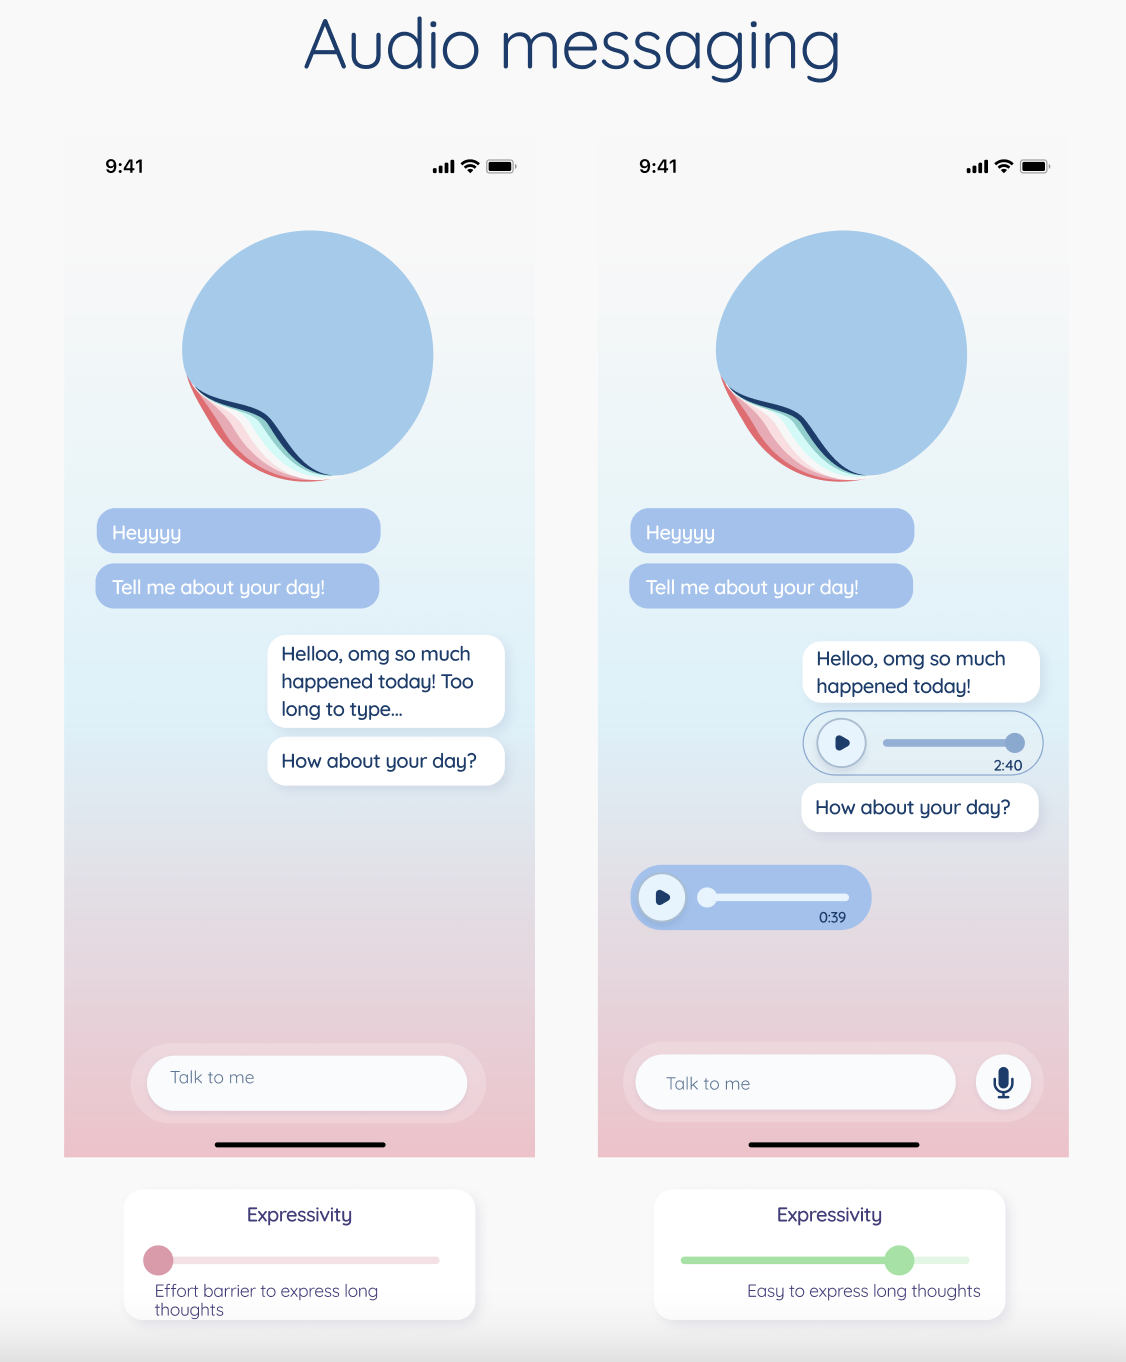 Audio messaging
9:41
Heyyyy
Tell me about your day!
Helloo, omg so much
happened today! Too
long to type...
How about your day?
Talk to me
Expressivity
Effort barrier to express long
thoughts
9:41
Heyyyy
Tell me about your day!
Helloo, omg so much
happened today!
2:40
How about your day?
0:39
Talk to me
Expressivity
Easy to express long thoughts